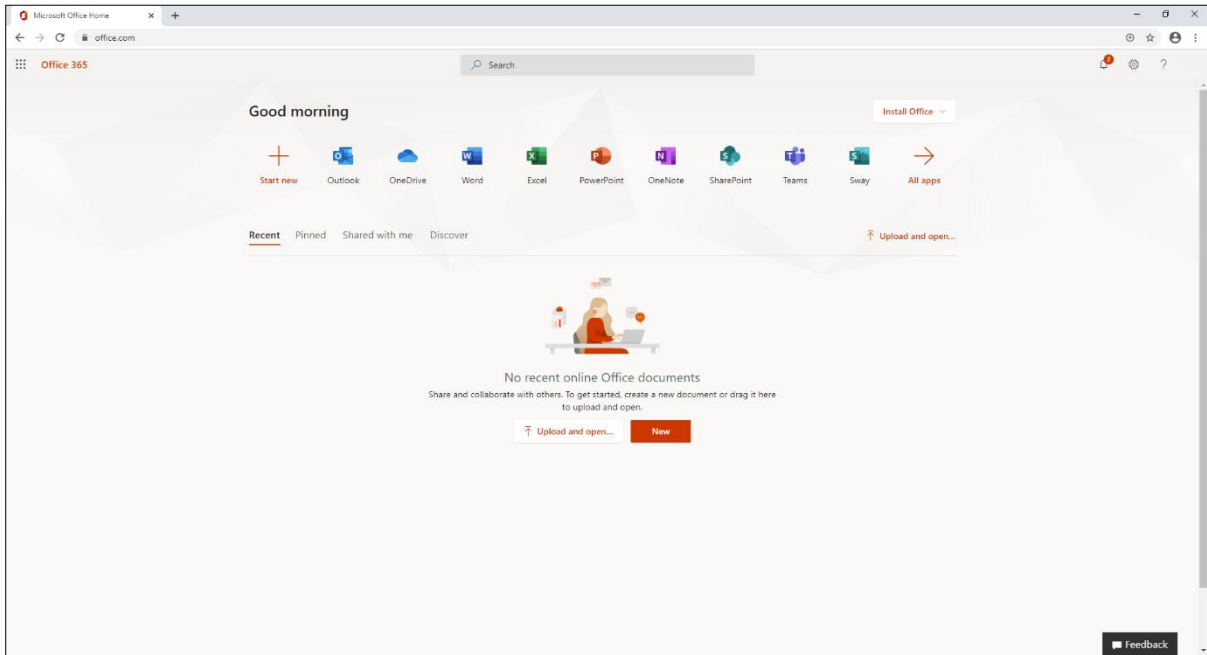 Microsoft Office Home
office.com
Office 365
Search
2
?
Good morning
Install Office
Start new
Outlook
OneDrive
Word
Excel
PowerPoint
OneNote
SharePoint
Teams
Sway
All apps
Recent Pinned Shared with me Discover
Upload and open...
No recent online Office documents
Share and collaborate with others. To get started, create a new document or drag it here
to upload and open.
Upload and open...
New
Feedback